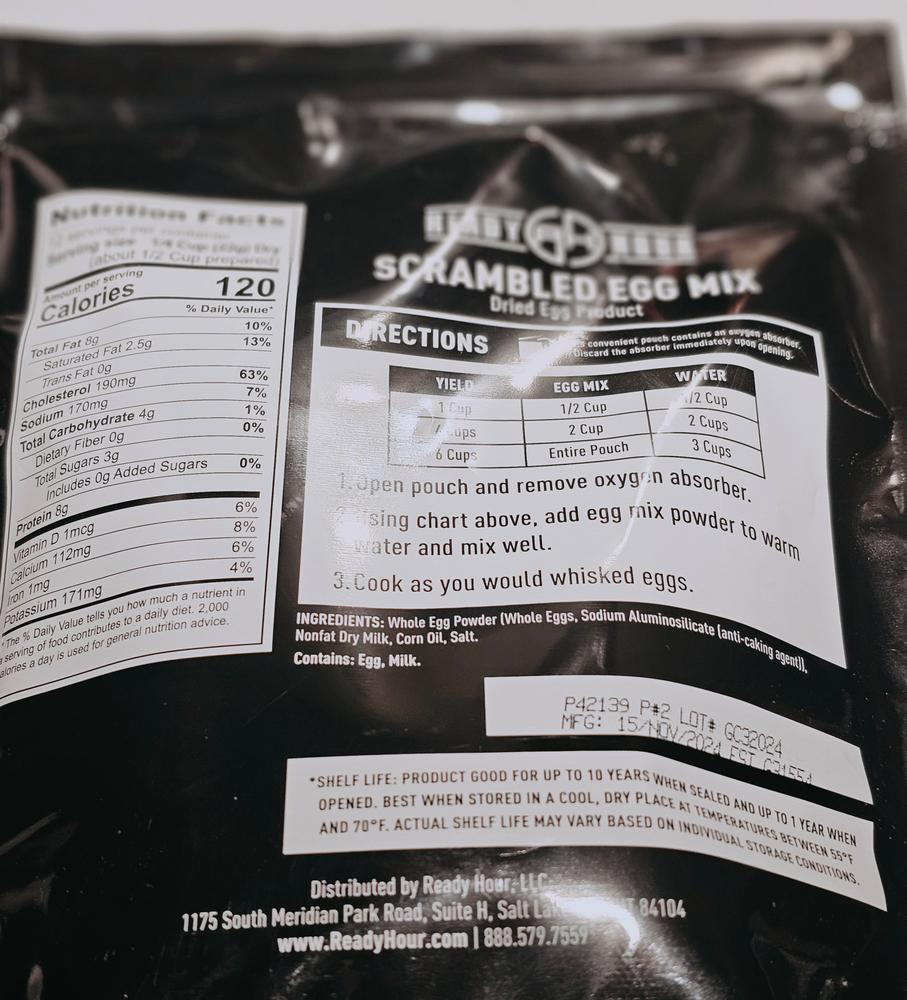 Nutrition Facts
servings per container
Serving size 1/4 Cup (22g) Dry
(about 1/2 Cup prepared)
Amount per serving
Calories 120
% Daily Value*
Total Fat 8g 10%
Saturated Fat 2.5g 13%
Trans Fat 0g
Cholesterol 190mg 63%
Sodium 170mg 7%
Total Carbohydrate 4g 1%
Dietary Fiber 0g 0%
Total Sugars 3g
Includes 0g Added Sugars 0%
Protein 8g
Vitamin D 1mcg 6%
Calcium 112mg 8%
Iron 1mg 6%
Potassium 171mg 4%
*The % Daily Value tells you how much a nutrient in
a serving of food contributes to a daily diet. 2,000
calories a day is used for general nutrition advice.
READY HOUR
SCRAMBLED EGG MIX
Dried Egg Product
DIRECTIONS
convenient pouch contains an oxygen absorber.
Discard the absorber immediately upon opening.
YIELD EGG MIX WATER
1 Cup 1/2 Cup 1/2 Cup
Cups 2 Cup 2 Cups
6 Cups Entire Pouch 3 Cups
1. Open pouch and remove oxygen absorber.
2. Using chart above, add egg mix powder to warm
water and mix well.
3. Cook as you would whisked eggs.
INGREDIENTS: Whole Egg Powder (Whole Eggs, Sodium Aluminosilicate (anti-caking agent)),
Nonfat Dry Milk, Corn Oil, Salt.
Contains: Egg, Milk.
P42139 P#2 LOT# GC32024
MFG: 15/NOV/2024 EST
*SHELF LIFE: PRODUCT GOOD FOR UP TO 10 YEARS WHEN SEALED AND UP TO 1 YEAR WHEN
OPENED. BEST WHEN STORED IN A COOL, DRY PLACE AT TEMPERATURES BETWEEN 55°F
AND 70°F. ACTUAL SHELF LIFE MAY VARY BASED ON INDIVIDUAL STORAGE CONDITIONS.
Distributed by Ready Hour, LLC
1175 South Meridian Park Road, Suite H, Salt Lake 84104
www.ReadyHour.com | 888.579.7559